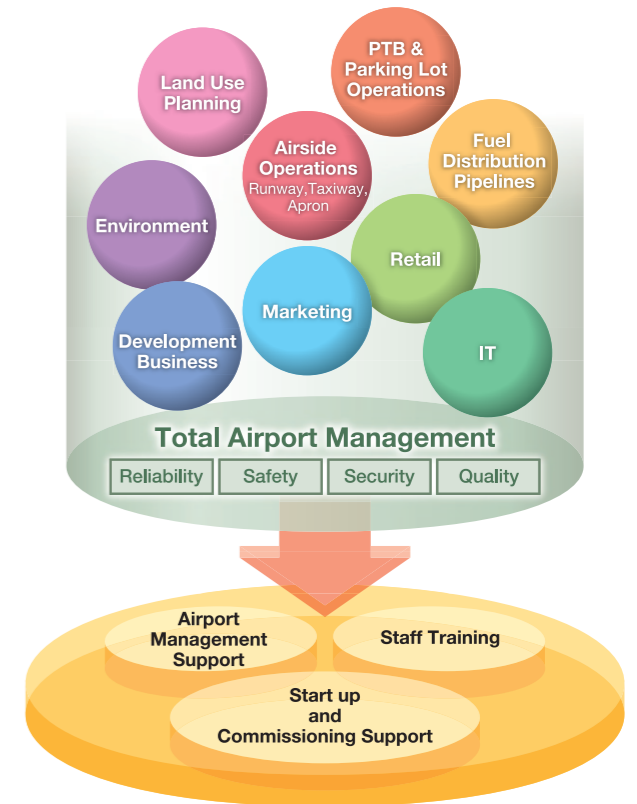 Land Use
Planning
PTB &
Parking Lot
Operations
Airside
Operations
Runway,Taxiway,
Apron
Fuel
Distribution
Pipelines
Environment
Retail
Marketing
Development
Business
IT
Total Airport Management
Reliability
Safety
Security
Quality
Airport
Management
Support
Staff Training
Start up
and
Commissioning Support